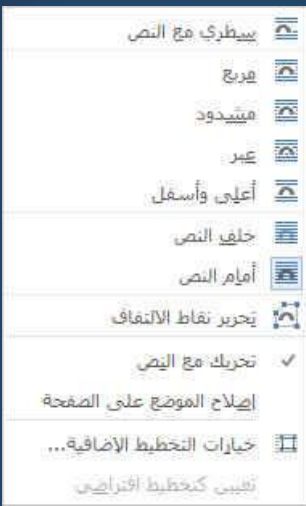 سطري مع النص
مربع
مشدود
عبر
أعلى وأسفل
خلف النص
أمام النص
تحرير نقاط الالتفاف
تحريك مع النص
إصلاح الموضع على الصفحة
خيارات التخطيط الإضافية...
تعيين كتخطيط افتراضي